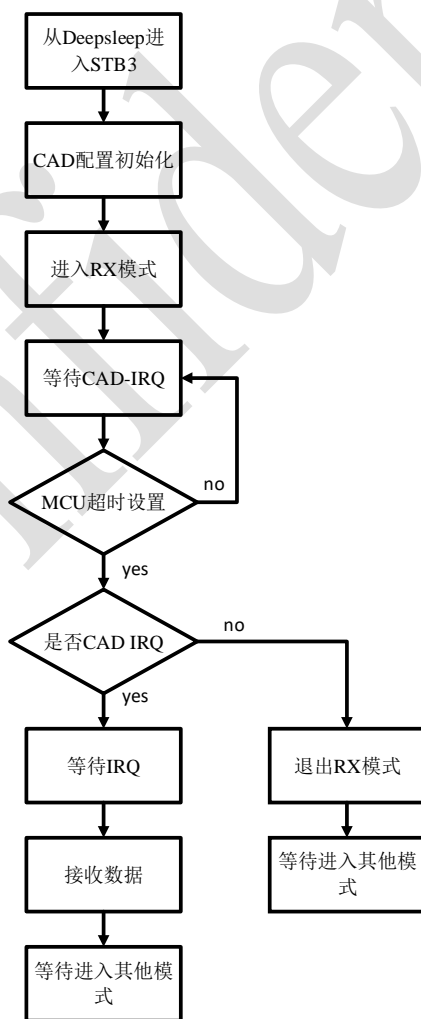 从Deepsleep进
入STB3
CAD配置初始化
进入RX模式
等待CAD-IRQ
MCU超时设置
no
yes
是否CAD IRQ
no
yes
等待IRQ
退出RX模式
接收数据
等待进入其他模
式
等待进入其他模
式